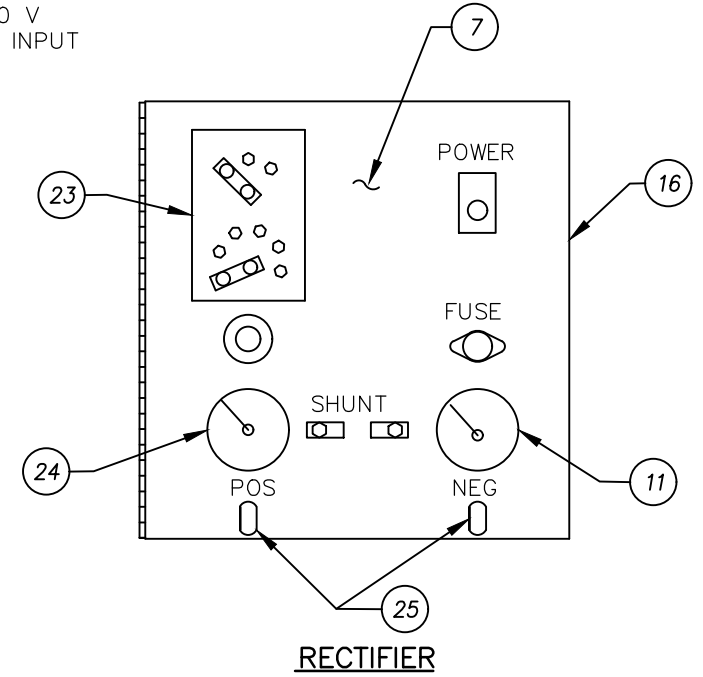 0 V
INPUT
7
POWER
23
16
FUSE
SHUNT
24
11
POS
NEG
25
RECTIFIER